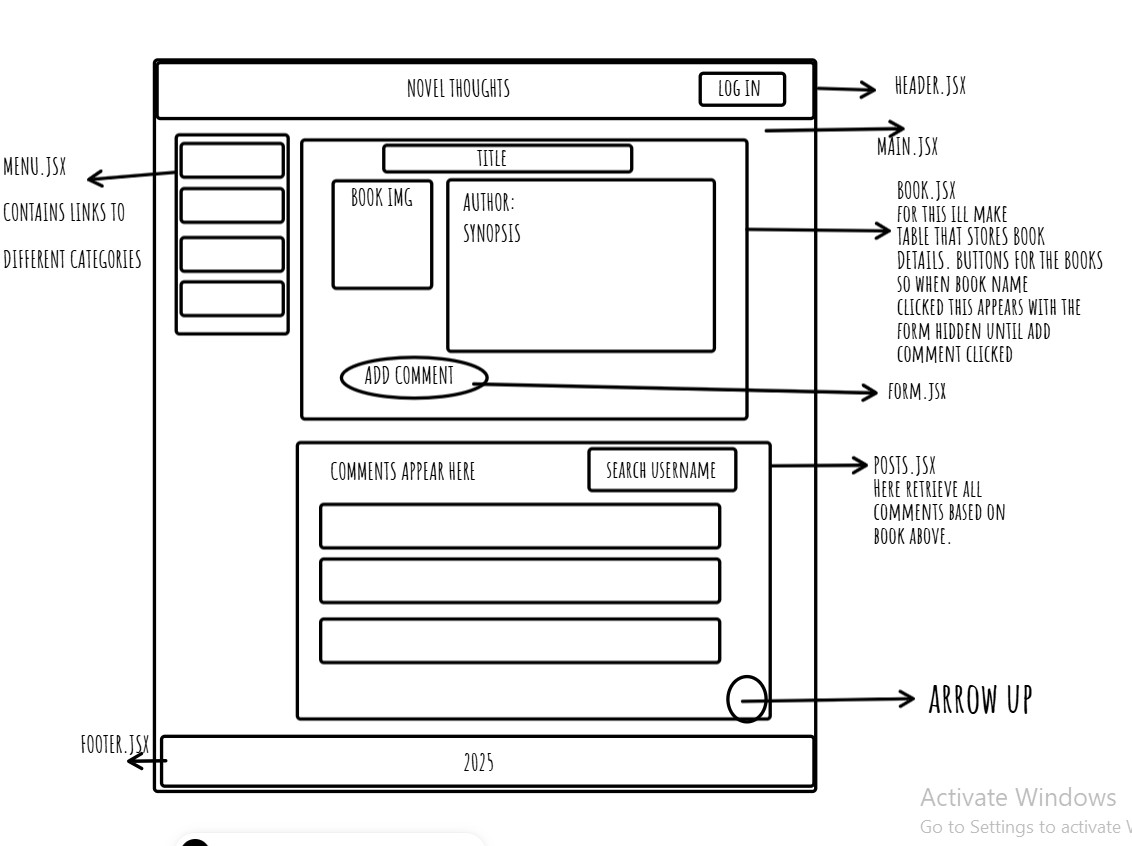 NOVEL THOUGHTS
LOG IN
HEADER.JSX
MAIN.JSX
MENU.JSX
CONTAINS LINKS TO
DIFFERENT CATEGORIES
TITLE
BOOK IMG
AUTHOR:
SYNOPSIS
BOOK.JSX
FOR THIS ILL MAKE
TABLE THAT STORES BOOK
DETAILS. BUTTONS FOR THE BOOKS
SO WHEN BOOK NAME
CLICKED THIS APPEARS WITH THE
FORM HIDDEN UNTIL ADD
COMMENT CLICKED
ADD COMMENT
FORM.JSX
COMMENTS APPEAR HERE
SEARCH USERNAME
POSTS.JSX
HERE RETRIEVE ALL
COMMENTS BASED ON
BOOK ABOVE.
ARROW UP
FOOTER.JSX
2025
Activate Windows
Go to Settings to activate W